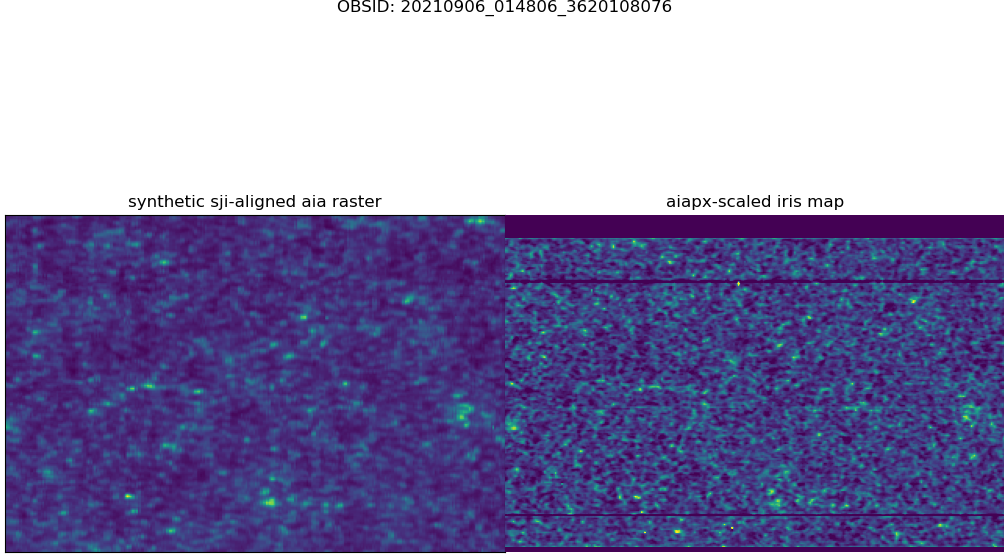 OBSID: 20210906_014806_3620108076
synthetic sji-aligned aia raster
aiapx-scaled iris map